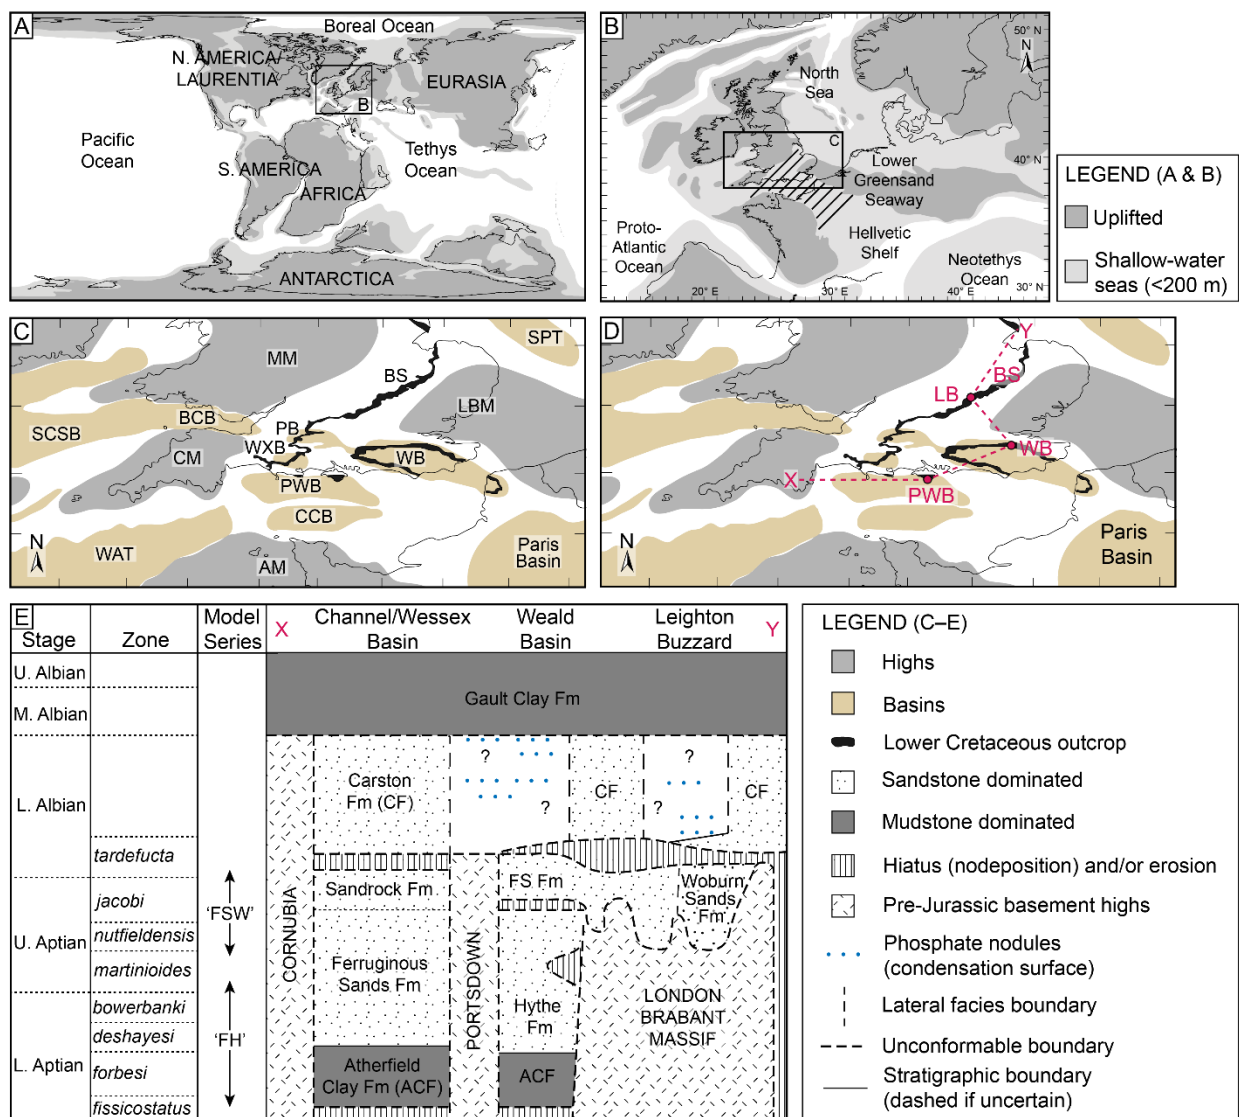 A
Boreal Ocean
N. AMERICA/
LAURENTIA
EURASIA
B
Pacific
Ocean
Tethys
Ocean
S. AMERICA
AFRICA
ANTARCTICA
B
50° N
N
North
Sea
C
40° N
Lower
Greensand
Seaway
Proto-
Atlantic
Ocean
Hellvetic
Shelf
Neotethys
Ocean
20° E
30° E
40° E
30° N
LEGEND (A & B)
Uplifted
Shallow-water
seas (<200 m)
C
SPT
MM
BS
LBM
BCB
PB
SCSB
WXB
WB
CM
PWB
CCB
N
WAT
AM
Paris
Basin
D
Y
BS
LB
WB
X
PWB
N
Paris
Basin
E
Stage
Zone
Model
Series
X
Channel/Wessex
Basin
Weald
Basin
Leighton
Buzzard
Y
U. Albian
M. Albian
L. Albian
U. Aptian
L. Aptian
tardefucta
jacobi
nutfieldensis
martinioides
bowerbanki
deshayesi
forbesi
fissicostatus
'FSW'
'FH'
Gault Clay Fm
CORNUBIA
Carston
Fm (CF)
?
?
CF
?
?
CF
Sandrock Fm
FS Fm
Woburn
Sands
Fm
Ferruginous
Sands Fm
PORTSDOWN
Hythe
Fm
LONDON
BRABANT
MASSIF
Atherfield
Clay Fm (ACF)
ACF
LEGEND (C–E)
Highs
Basins
Lower Cretaceous outcrop
Sandstone dominated
Mudstone dominated
Hiatus (nodeposition) and/or erosion
Pre-Jurassic basement highs
Phosphate nodules
(condensation surface)
Lateral facies boundary
Unconformable boundary
Stratigraphic boundary
(dashed if uncertain)